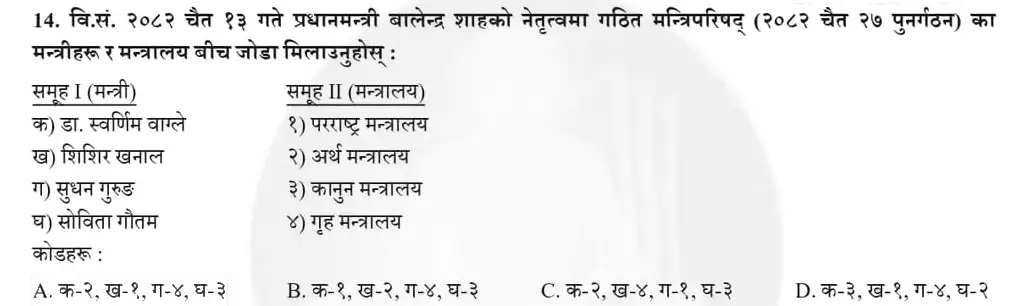 14. वि.सं. २०८२ चैत १३ गते प्रधानमन्त्री बालेन्द्र शाहको नेतृत्वमा गठित मन्त्रिपरिषद् (२०८२ चैत २७ पुनर्गठन) का
मन्त्रीहरू र मन्त्रालय बीच जोडा मिलाउनुहोस् :
समूह I (मन्त्री) समूह II (मन्त्रालय)
क) डा. स्वर्णिम वाग्ले १) परराष्ट्र मन्त्रालय
ख) शिशिर खनाल २) अर्थ मन्त्रालय
ग) सुधन गुरुङ ३) कानुन मन्त्रालय
घ) सोविता गौतम ४) गृह मन्त्रालय
कोडहरू :
A. क-२, ख-१, ग-४, घ-३ B. क-१, ख-२, ग-४, घ-३ C. क-२, ख-४, ग-१, घ-३ D. क-३, ख-१, ग-४, घ-२